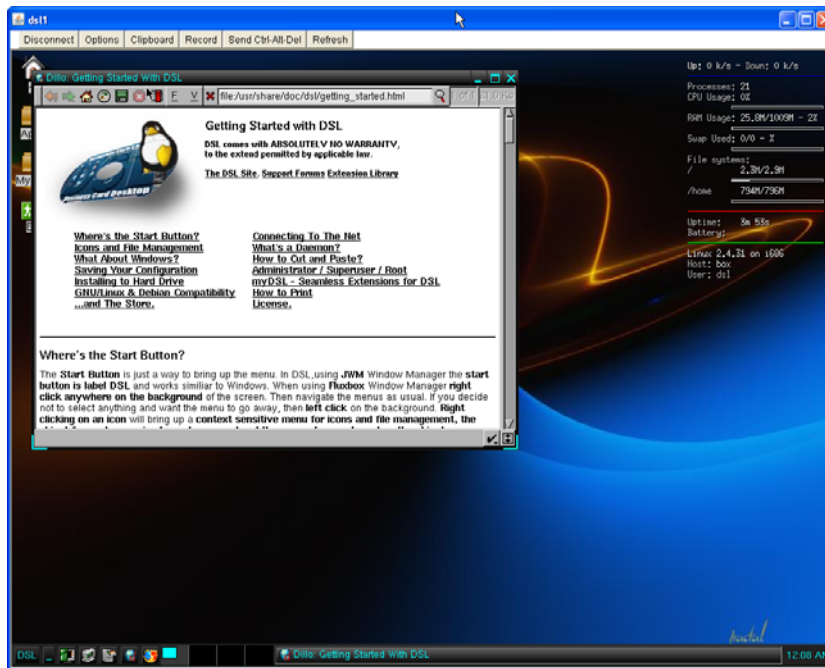 dsl1
Disconnect Options Clipboard Record Send Ctrl-Alt-Del Refresh
Up: 0 k/s - Down: 0 k/s
Processes: 21
CPU Usage: 0%
RAM Usage: 25.8M/1009M - 2%
Swap Used: 0/0 - %
File systems:
/ 2.3M/2.9M
/home 794M/796M
Uptime: 3m 53s
Battery:
Linux 2.4.31 on i686
Host: box
User: dsl
Dillo: Getting Started With DSL
file:/usr/share/doc/dsl/getting_started.html
1 of 1
Getting Started with DSL
DSL comes with ABSOLUTELY NO WARRANTY,
to the extend permitted by applicable law.
The DSL Site, Support Forums Extension Library
Business Card Desktop
Where's the Start Button?
Icons and File Management
What About Windows?
Saving Your Configuration
Installing to Hard Drive
GNU/Linux & Debian Compatibility
...and The Store.
Connecting To The Net
What's a Daemon?
How to Cut and Paste?
Administrator / Superuser / Root
myDSL - Seamless Extensions for DSL
How to Print
License.
Where's the Start Button?
The Start Button is just a way to bring up the menu. In DSL,using JWM Window Manager the start
button is label DSL and works similiar to Windows. When using Fluxbox Window Manager right
click anywhere on the background of the screen. Then navigate the menus as usual. If you decide
not to select anything and want the menu to go away, then left click on the background. Right
clicking on an icon will bring up a context sensitive menu for icons and file management, the
DSL
Dillo: Getting Started With DSL
12:08 AM